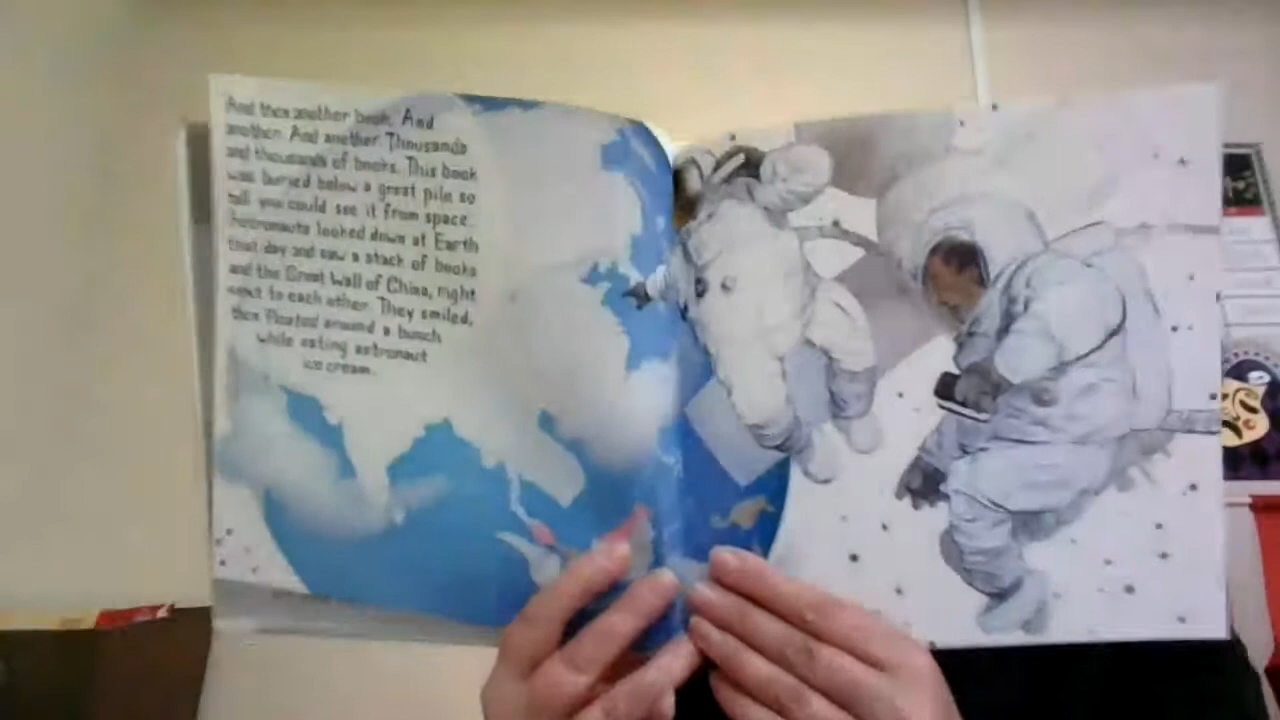 And then another book. And
another. And another. Thousands
and thousands of books. This book
was buried below a great pile so
tall you could see it from space.
Astronauts looked down at Earth
that day and saw a stack of books
and the Great Wall of China, right
next to each other. They smiled,
then floated around a bunch
while eating astronaut
ice cream.